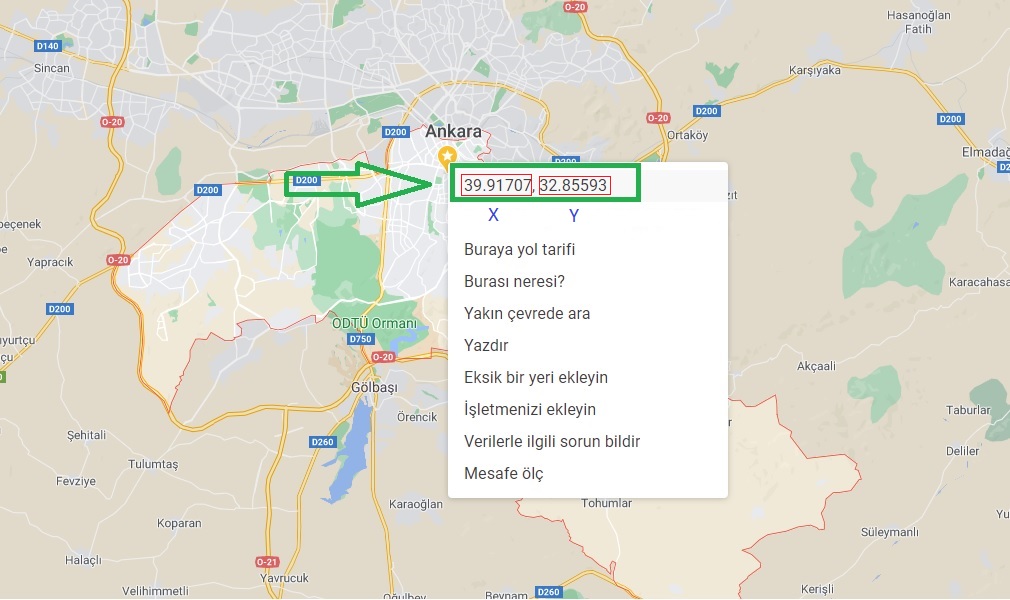 O-20
Hasanoğlan
Fatih
D140
Sincan
Karşıyaka
D200
O-20
O-20
D200
D200
Ankara
Ortaköy
D200
Elmadağ
D200
D200
39.91707, 32.85593
X Y
peçenek
Buraya yol tarifi
O-20
Yapracık
Burası neresi?
Karacahasa
D200
Yakın çevrede ara
ODTÜ Ormanı
D750
Yazdır
O-20
Akçaali
Eksik bir yeri ekleyin
Gölbaşı
İşletmenizi ekleyin
Taburlar
Örencik
Şehitali
D260
Verilerle ilgili sorun bildir
Deliler
Tulumtaş
Mesafe ölç
Fevziye
Karaoğlan
Tohumlar
Koparan
Süleymanlı
Halaçlı
O-21
Yavrucuk
Velihimmetli
Oğulbey
Beynam
D260
Kerişli